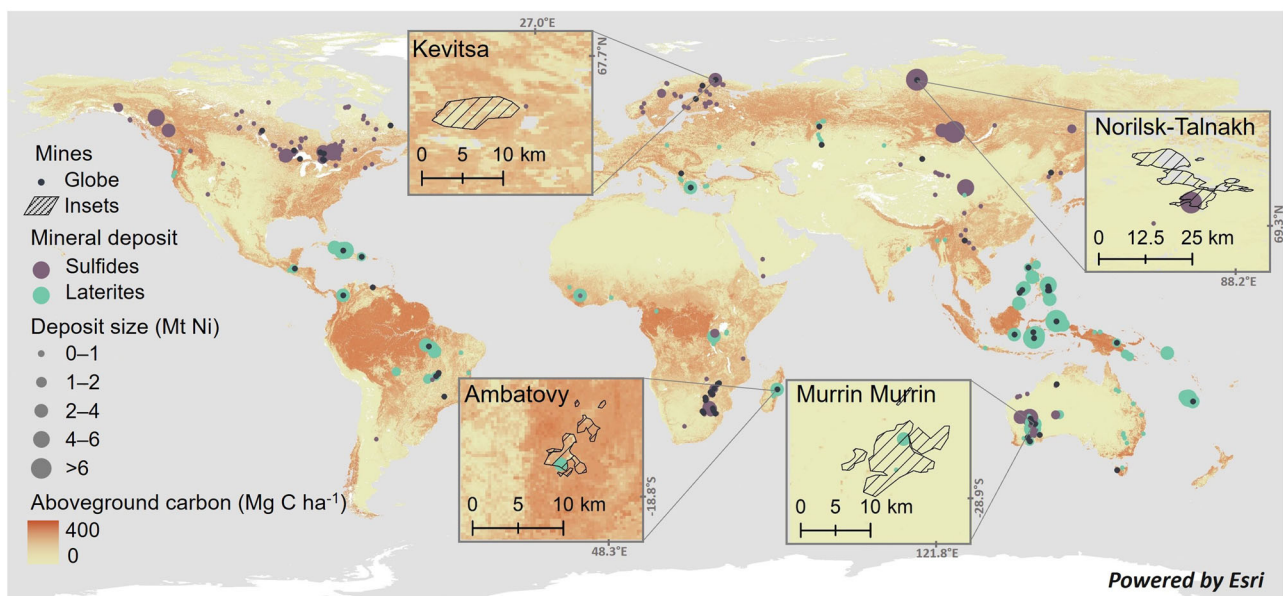 27.0°E
Kevitsa
67.7°N
0 5 10 km
Norilsk-Talnakh
0 12.5 25 km
69.3°N
88.2°E
Mines
Globe
Insets
Mineral deposit
Sulfides
Laterites
Deposit size (Mt Ni)
0–1
1–2
2–4
4–6
>6
Aboveground carbon (Mg C ha⁻¹)
400
0
Ambatovy
0 5 10 km
-18.8°S
48.3°E
Murrin Murrin
0 5 10 km
-28.9°S
121.8°E
Powered by Esri